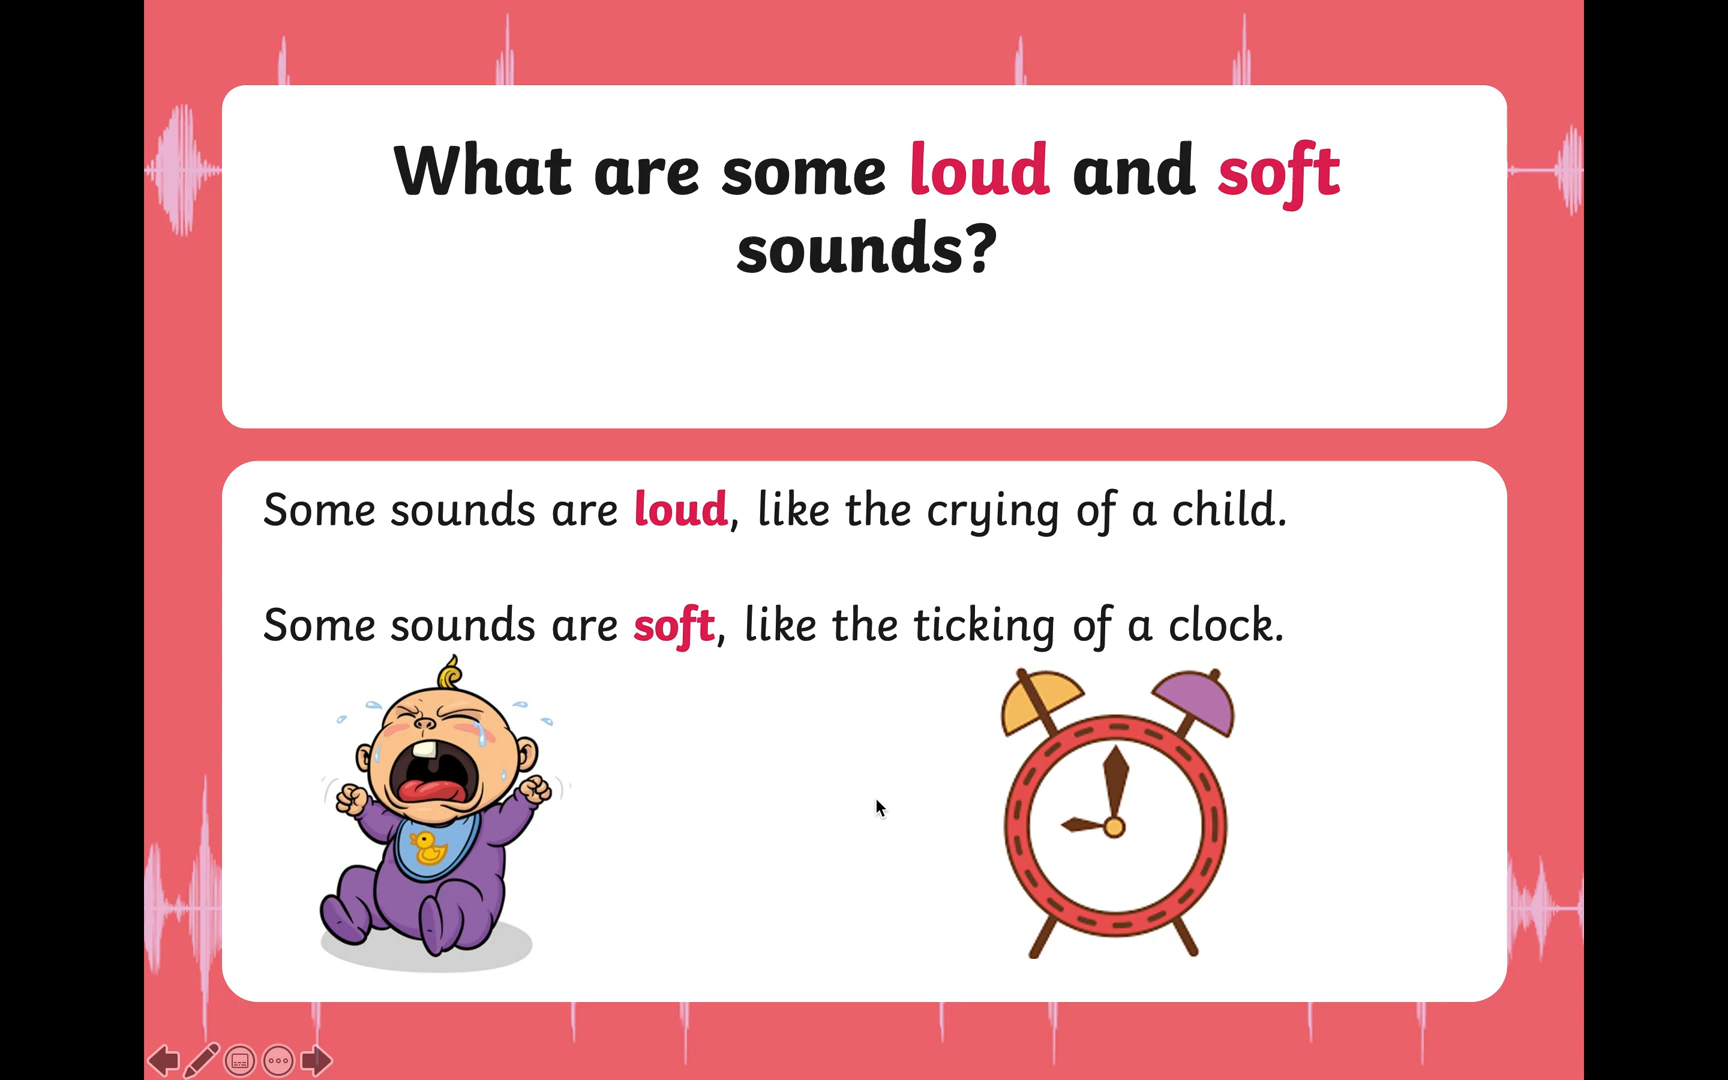 What are some loud and soft
sounds?
Some sounds are loud, like the crying of a child.
Some sounds are soft, like the ticking of a clock.